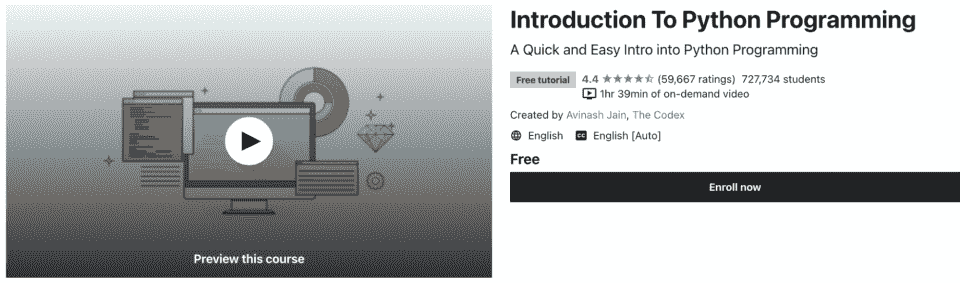 Introduction To Python Programming
A Quick and Easy Intro into Python Programming
Free tutorial 4.4 (59,667 ratings) 727,734 students
1hr 39min of on-demand video
Created by Avinash Jain, The Codex
English CC English [Auto]
Free
Enroll now
Preview this course